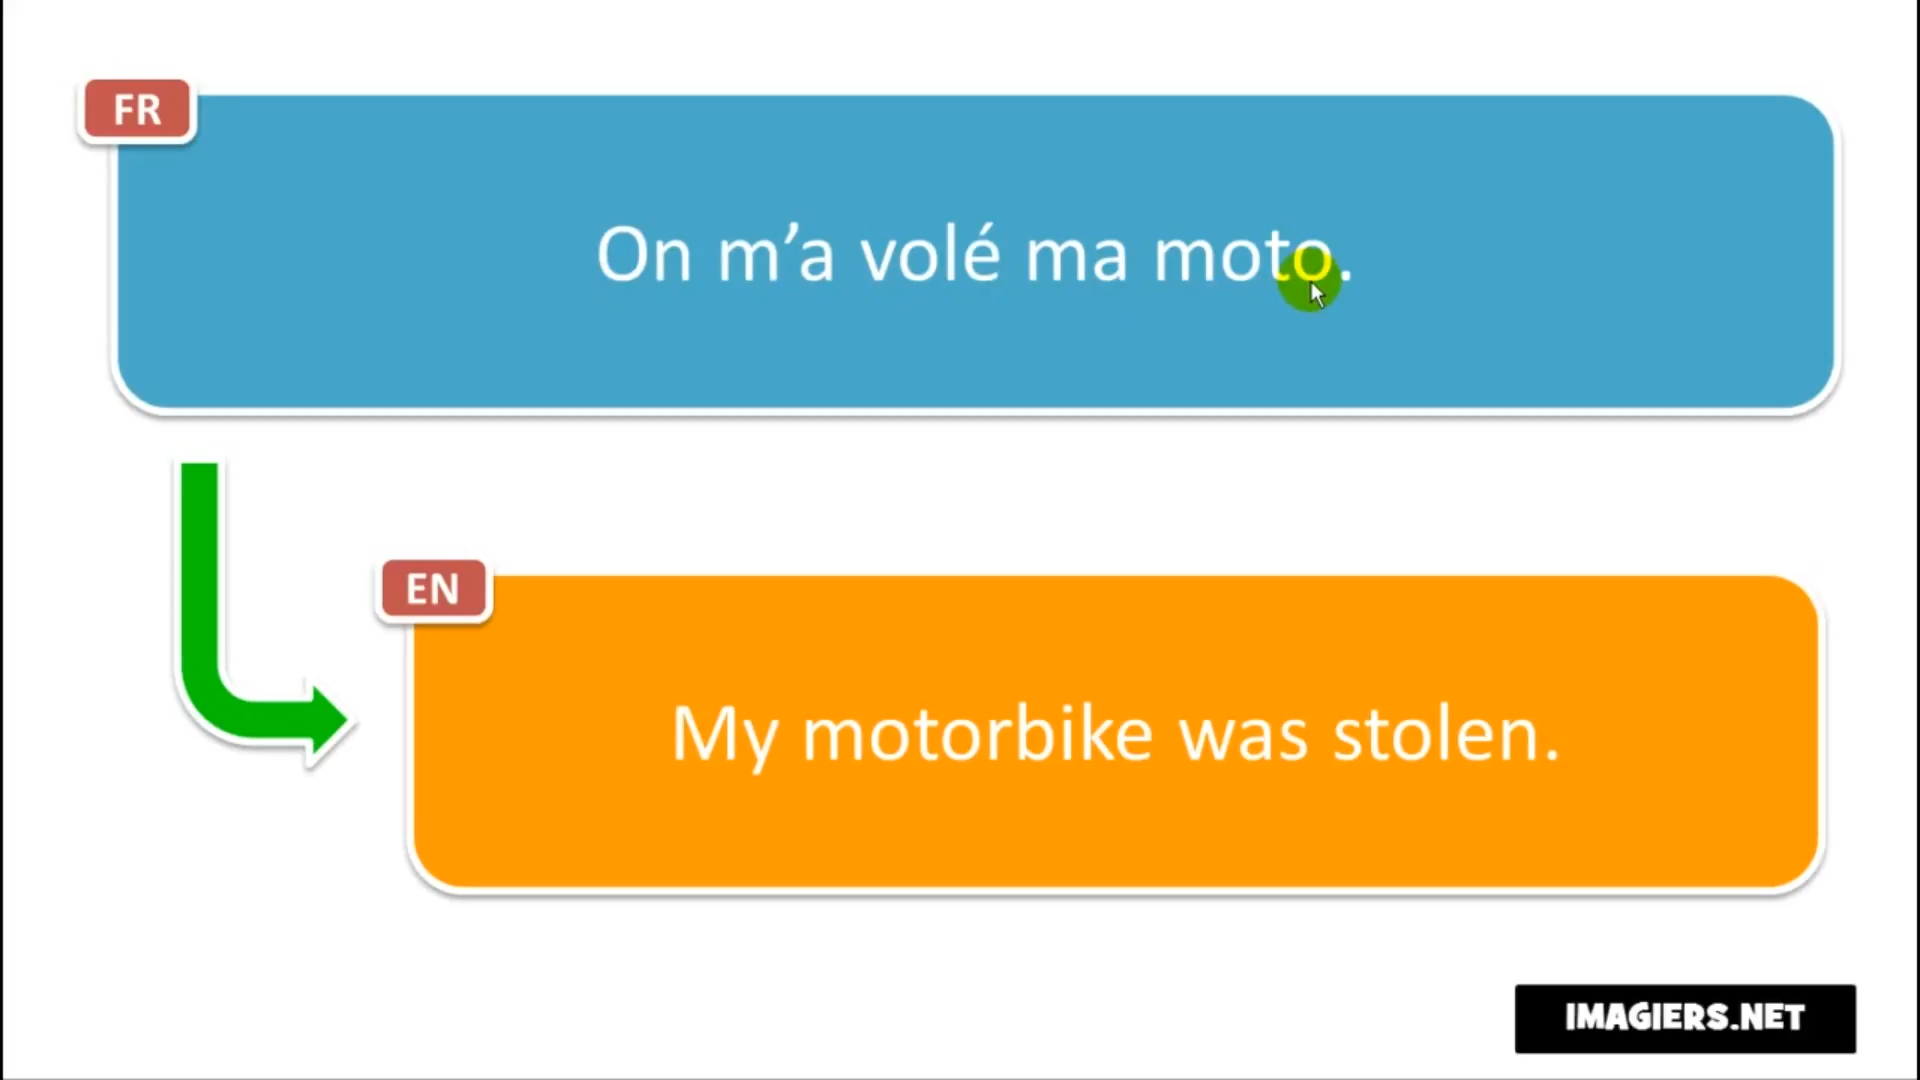 FR
On m’a volé ma moto.
EN
My motorbike was stolen.
IMAGIERS.NET